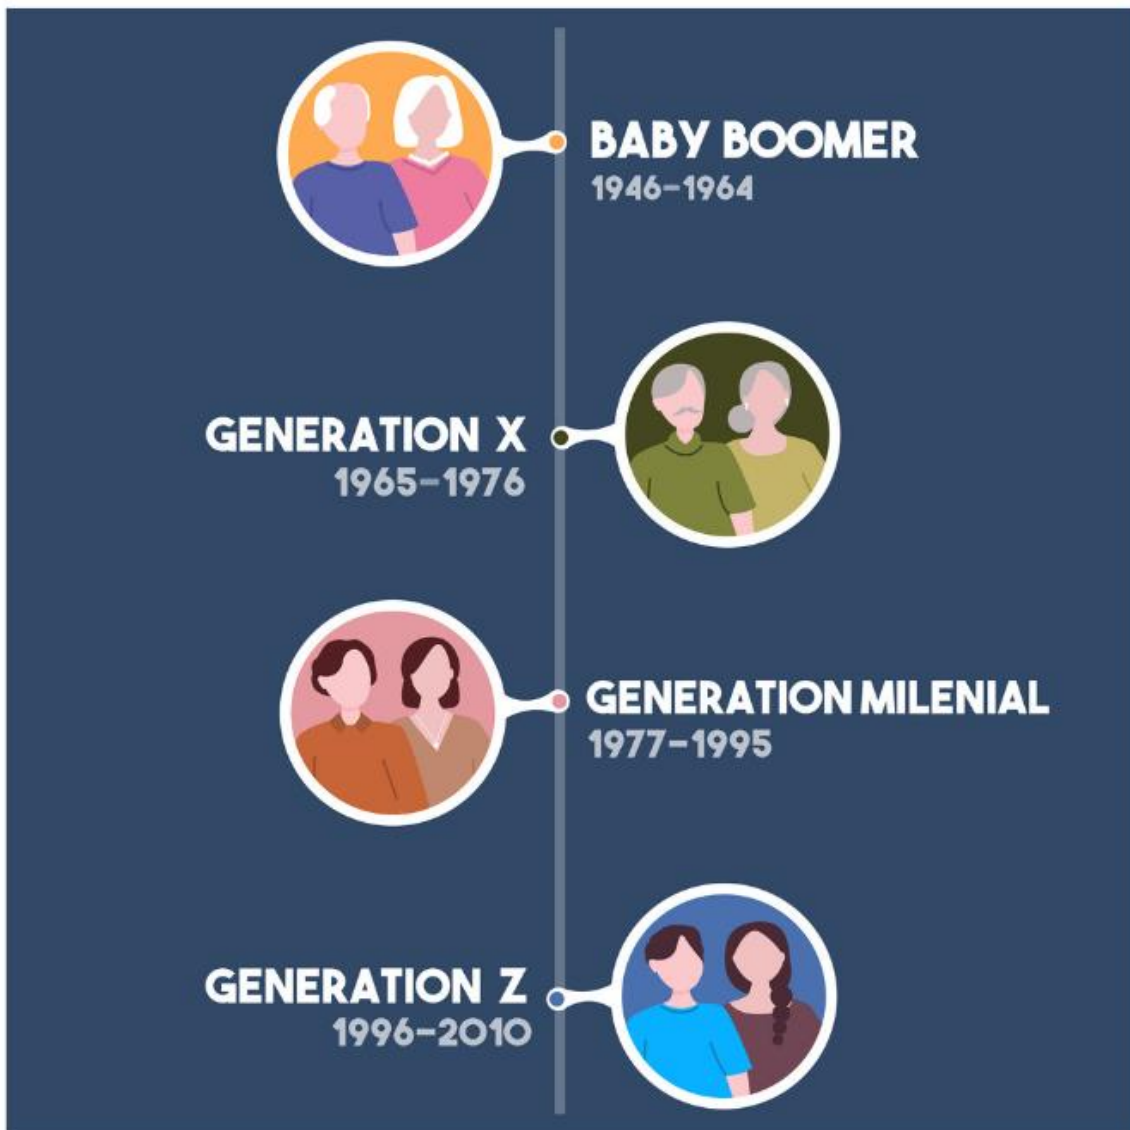 BABY BOOMER
1946-1964
GENERATION X
1965-1976
GENERATION MILENIAL
1977-1995
GENERATION Z
1996-2010